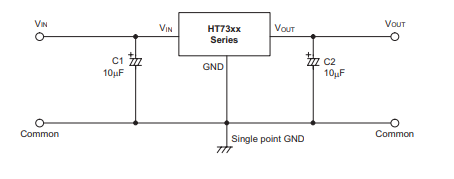 VIN
VIN
HT73xx
Series
VOUT
VOUT
C1
10μF
GND
C2
10μF
Common
Single point GND
Common